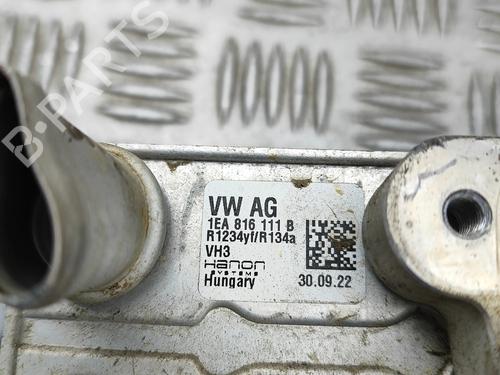 B-PARTS
VW AG
1EA 816 111 B
R1234yf/R134a
VH3
Hanon
SYSTEMS
Hungary
30.09.22